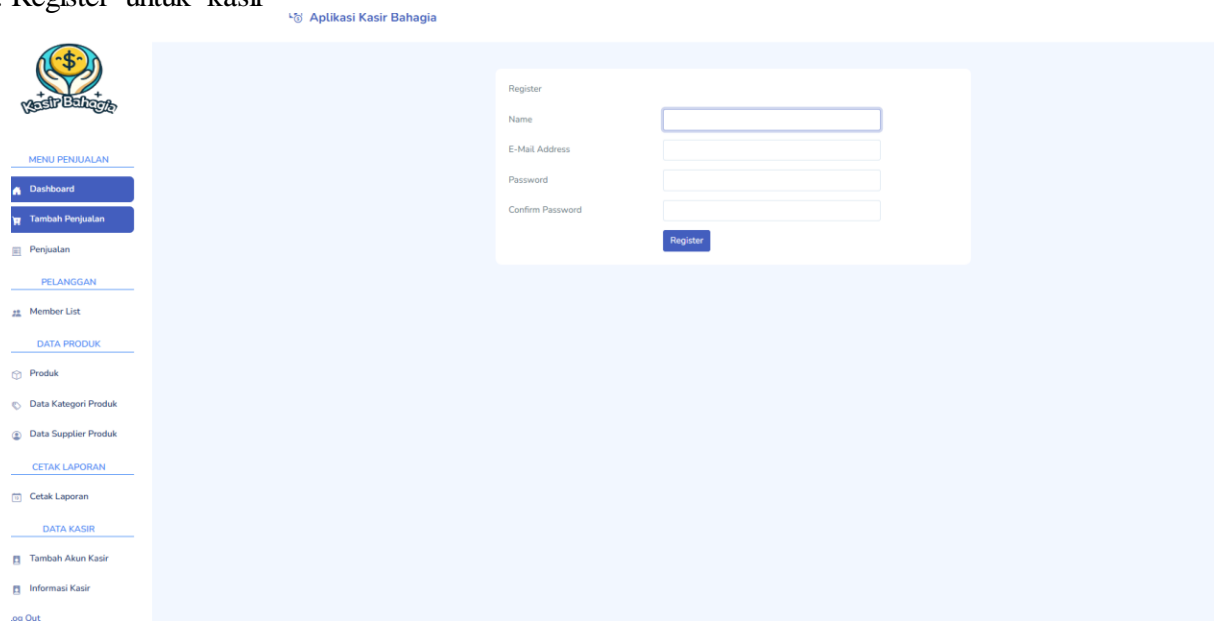 Register untuk kasir
Aplikasi Kasir Bahagia
Kasir Bahagia
MENU PENJUALAN
Dashboard
Tambah Penjualan
Penjualan
PELANGGAN
Member List
DATA PRODUK
Produk
Data Kategori Produk
Data Supplier Produk
CETAK LAPORAN
Cetak Laporan
DATA KASIR
Tambah Akun Kasir
Informasi Kasir
Log Out
Register
Name
E-Mail Address
Password
Confirm Password
Register